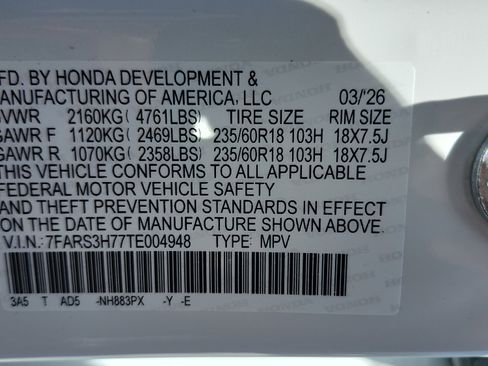 MFD. BY HONDA DEVELOPMENT &
MANUFACTURING OF AMERICA, LLC 03/'26
GVWR 2160KG (4761LBS) TIRE SIZE RIM SIZE
GAWR F 1120KG (2469LBS) 235/60R18 103H 18X7.5J
GAWR R 1070KG (2358LBS) 235/60R18 103H 18X7.5J
THIS VEHICLE CONFORMS TO ALL APPLICABLE
FEDERAL MOTOR VEHICLE SAFETY
AND THEFT PREVENTION STANDARDS IN EFFECT
ON THE DATE OF MANUFACTURE SHOWN ABOVE.
V.I.N.: 7FARS3H77TE004948 TYPE: MPV
3A5 T AD5 -NH883PX -Y -E